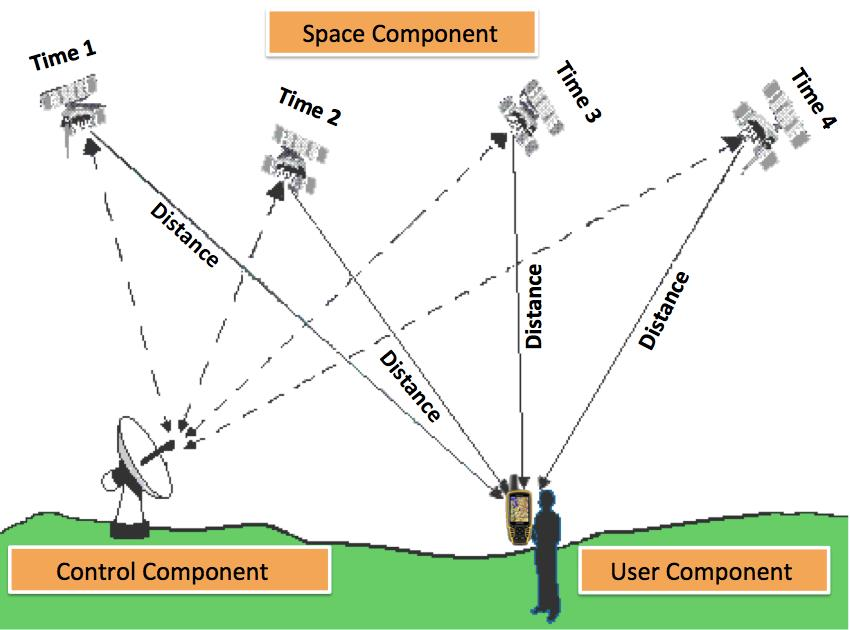 Space Component
Time 1
Time 2
Time 3
Time 4
Distance
Distance
Distance
Distance
Control Component
User Component